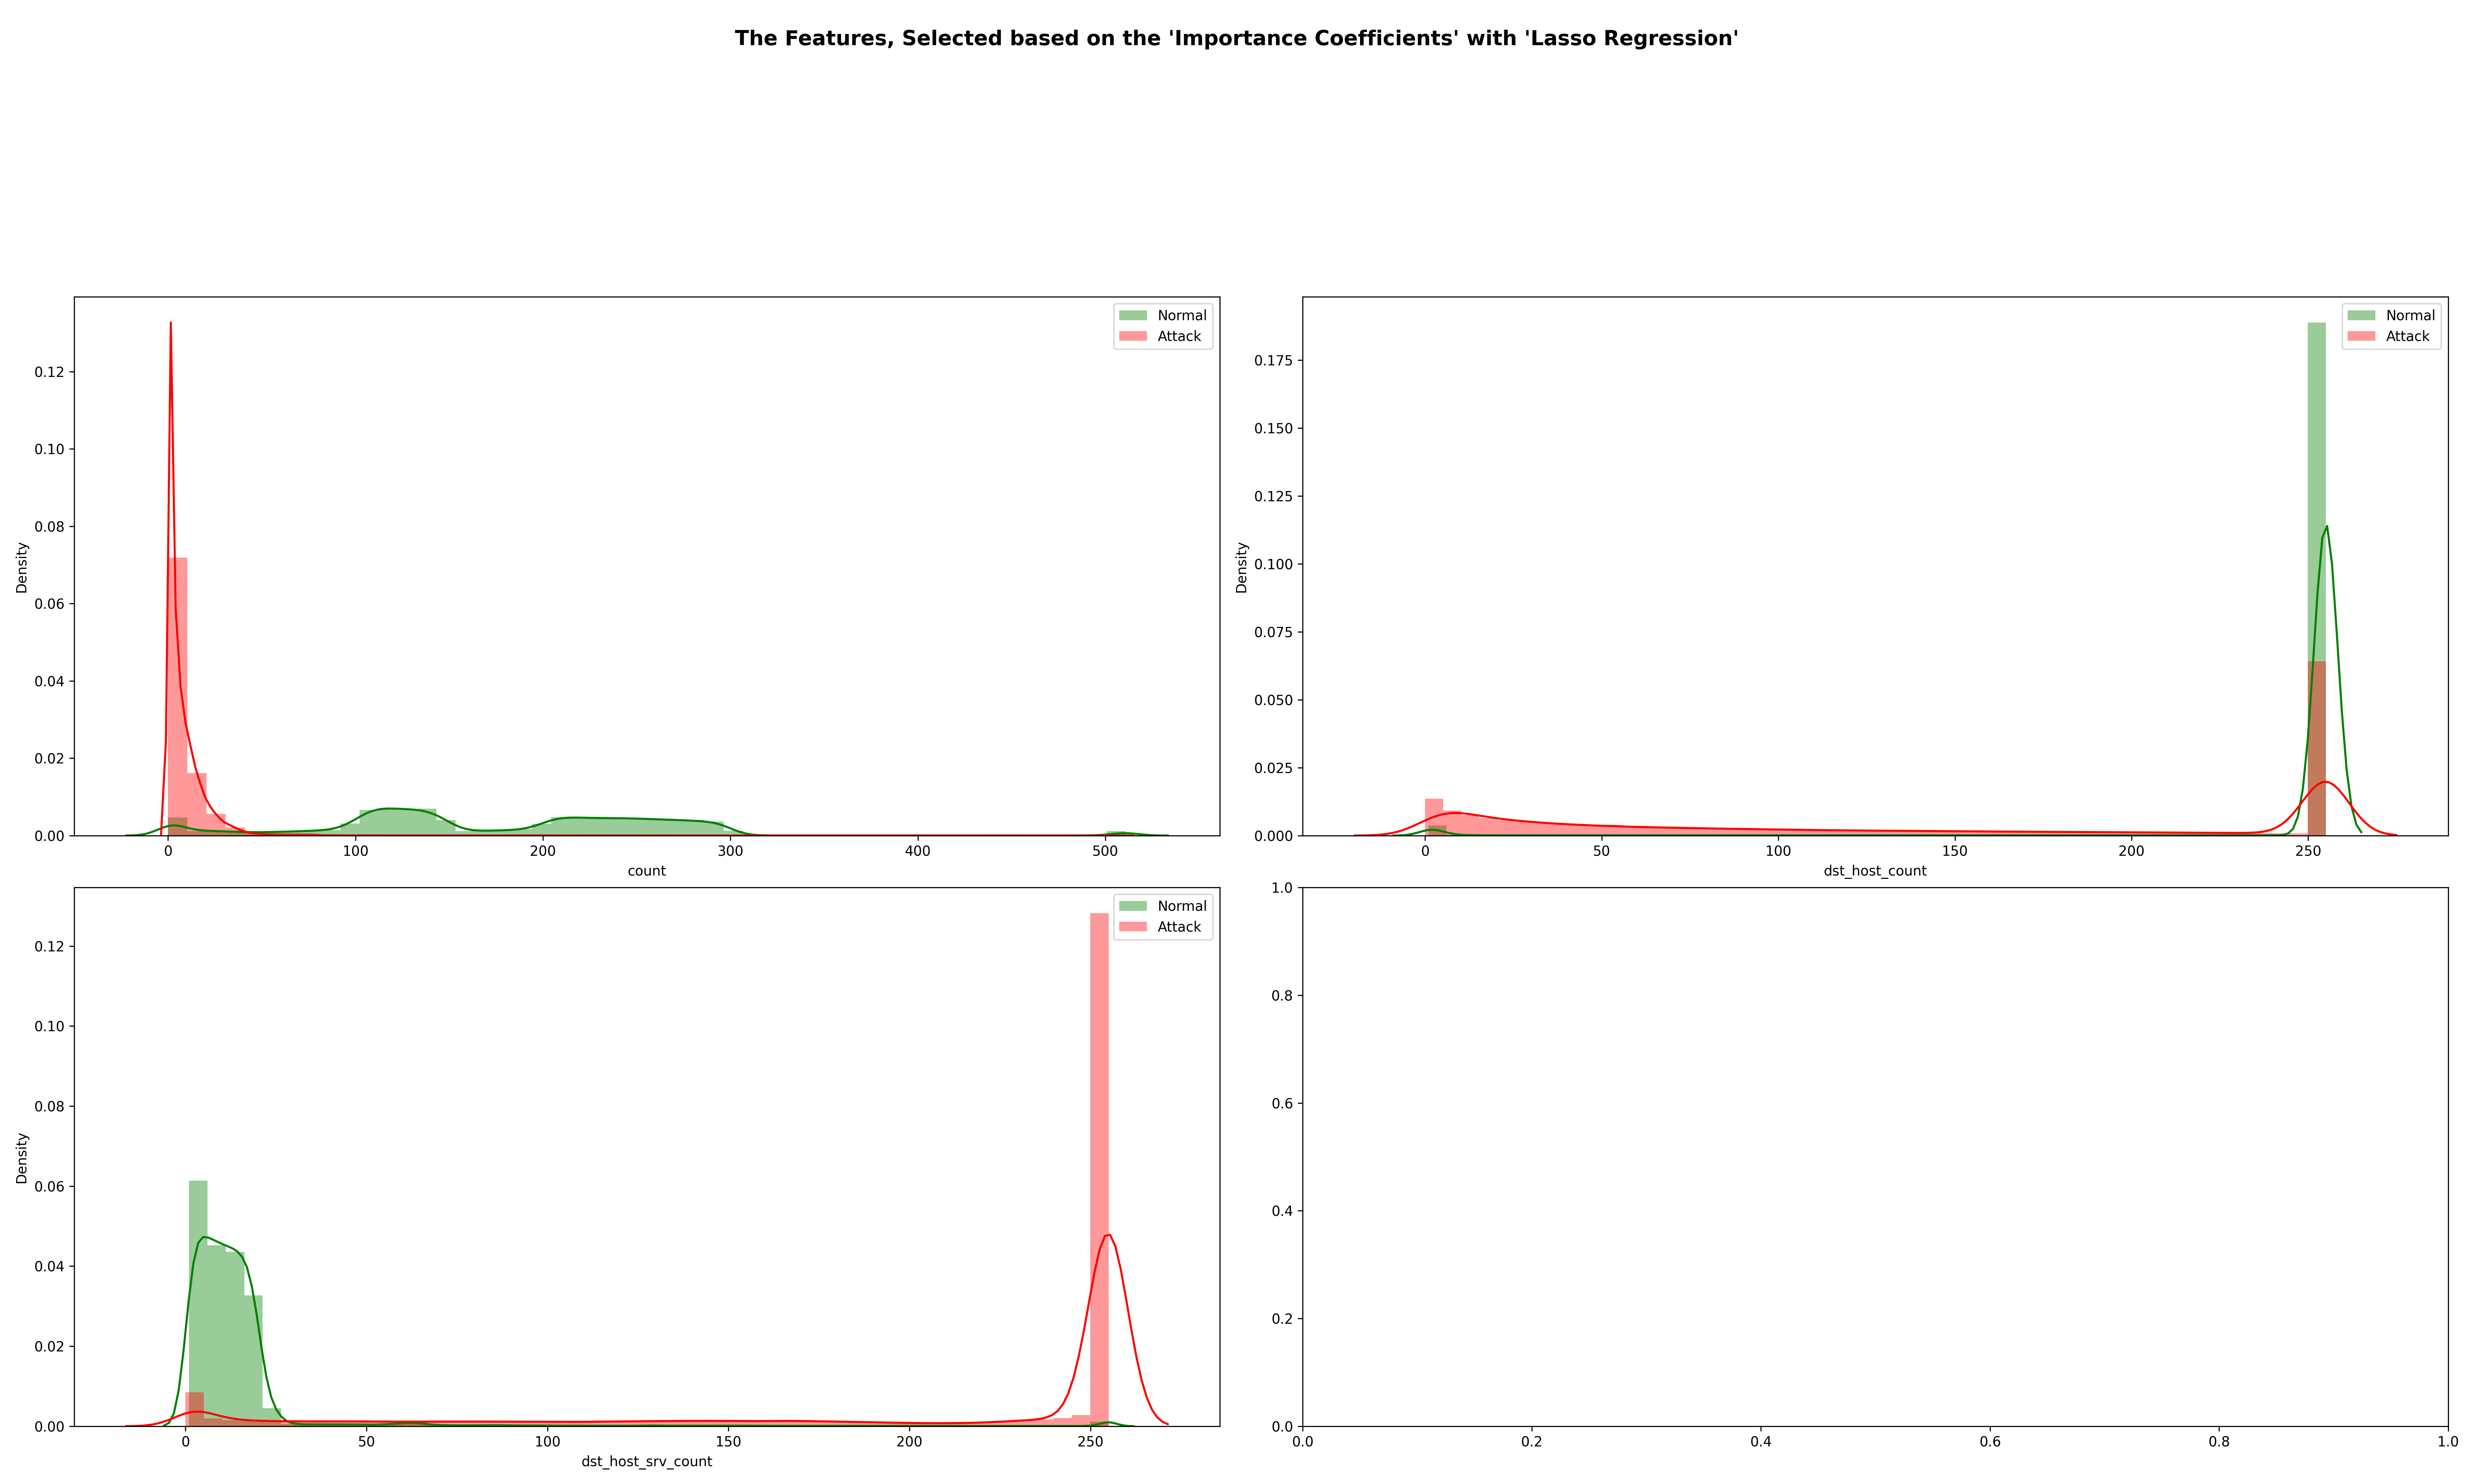 The Features, Selected based on the 'Importance Coefficients' with 'Lasso Regression'
Normal
Attack
0.12
0.10
0.08
0.06
0.04
0.02
0.00
Density
0 100 200 300 400 500
count
Normal
Attack
0.175
0.150
0.125
0.100
0.075
0.050
0.025
0.000
Density
0 50 100 150 200 250
dst_host_count
Normal
Attack
0.12
0.10
0.08
0.06
0.04
0.02
0.00
Density
0 50 100 150 200 250
dst_host_srv_count
1.0
0.8
0.6
0.4
0.2
0.0
0.0 0.2 0.4 0.6 0.8 1.0